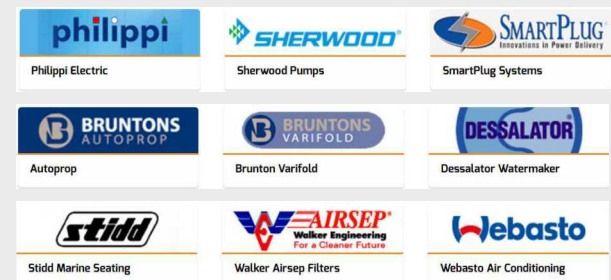 philippi
SHERWOOD®
SMARTPLUG®
Innovations in Power Delivery
Philippi Electric
Sherwood Pumps
SmartPlug Systems
B BRUNTONS
AUTOPROP
B BRUNTONS
VARIFOLD
DESSALATOR
Autoprop
Brunton Varifold
Dessalator Watermaker
stidd
AIRSEP®
Walker Engineering
For a Cleaner Future
Webasto
Stidd Marine Seating
Walker Airsep Filters
Webasto Air Conditioning